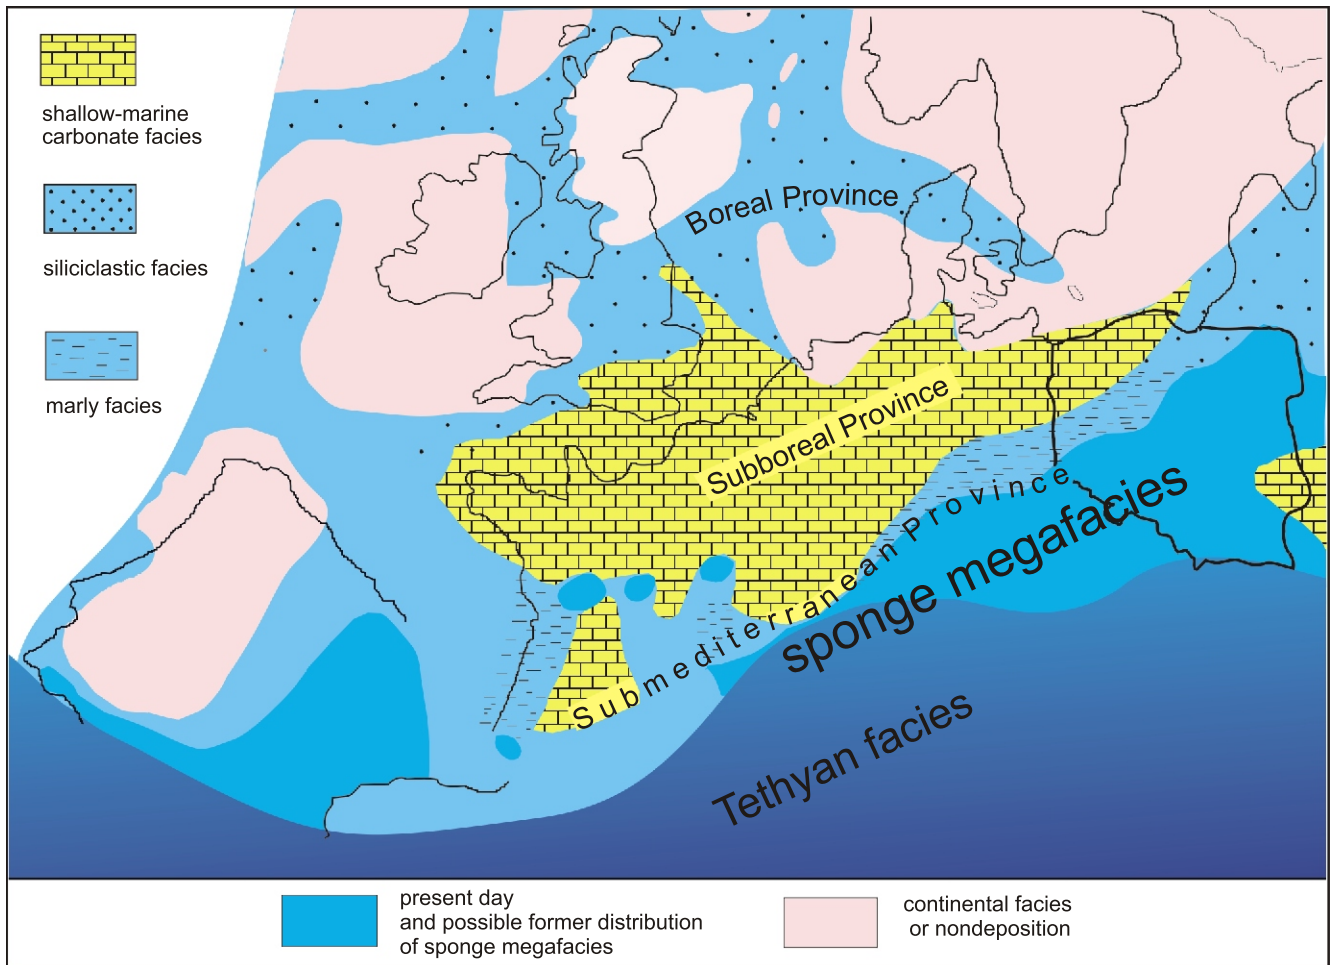 shallow-marine
carbonate facies
siliciclastic facies
marly facies
Boreal Province
Subboreal Province
Submediterranean Province
sponge megafacies
Tethyan facies
present day
and possible former distribution
of sponge megafacies
continental facies
or nondeposition